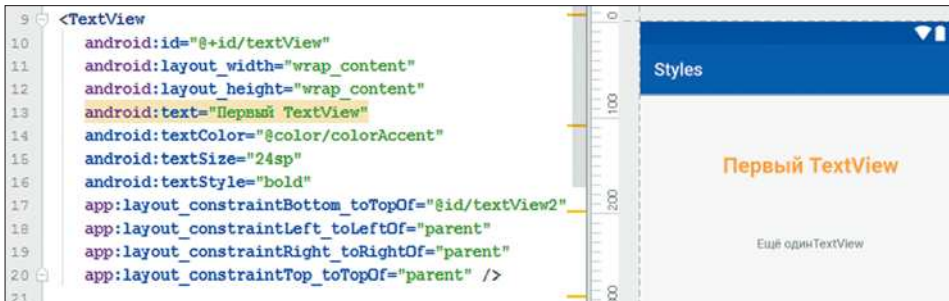 9 <TextView
10 android:id="@+id/textView"
11 android:layout_width="wrap_content"
12 android:layout_height="wrap_content"
13 android:text="Первый TextView"
14 android:textColor="@color/colorAccent"
15 android:textSize="24sp"
16 android:textStyle="bold"
17 app:layout_constraintBottom_toTopOf="@id/textView2"
18 app:layout_constraintLeft_toLeftOf="parent"
19 app:layout_constraintRight_toRightOf="parent"
20 app:layout_constraintTop_toTopOf="parent" />
21
0
100
200
Styles
Первый TextView
Ещё одинTextView